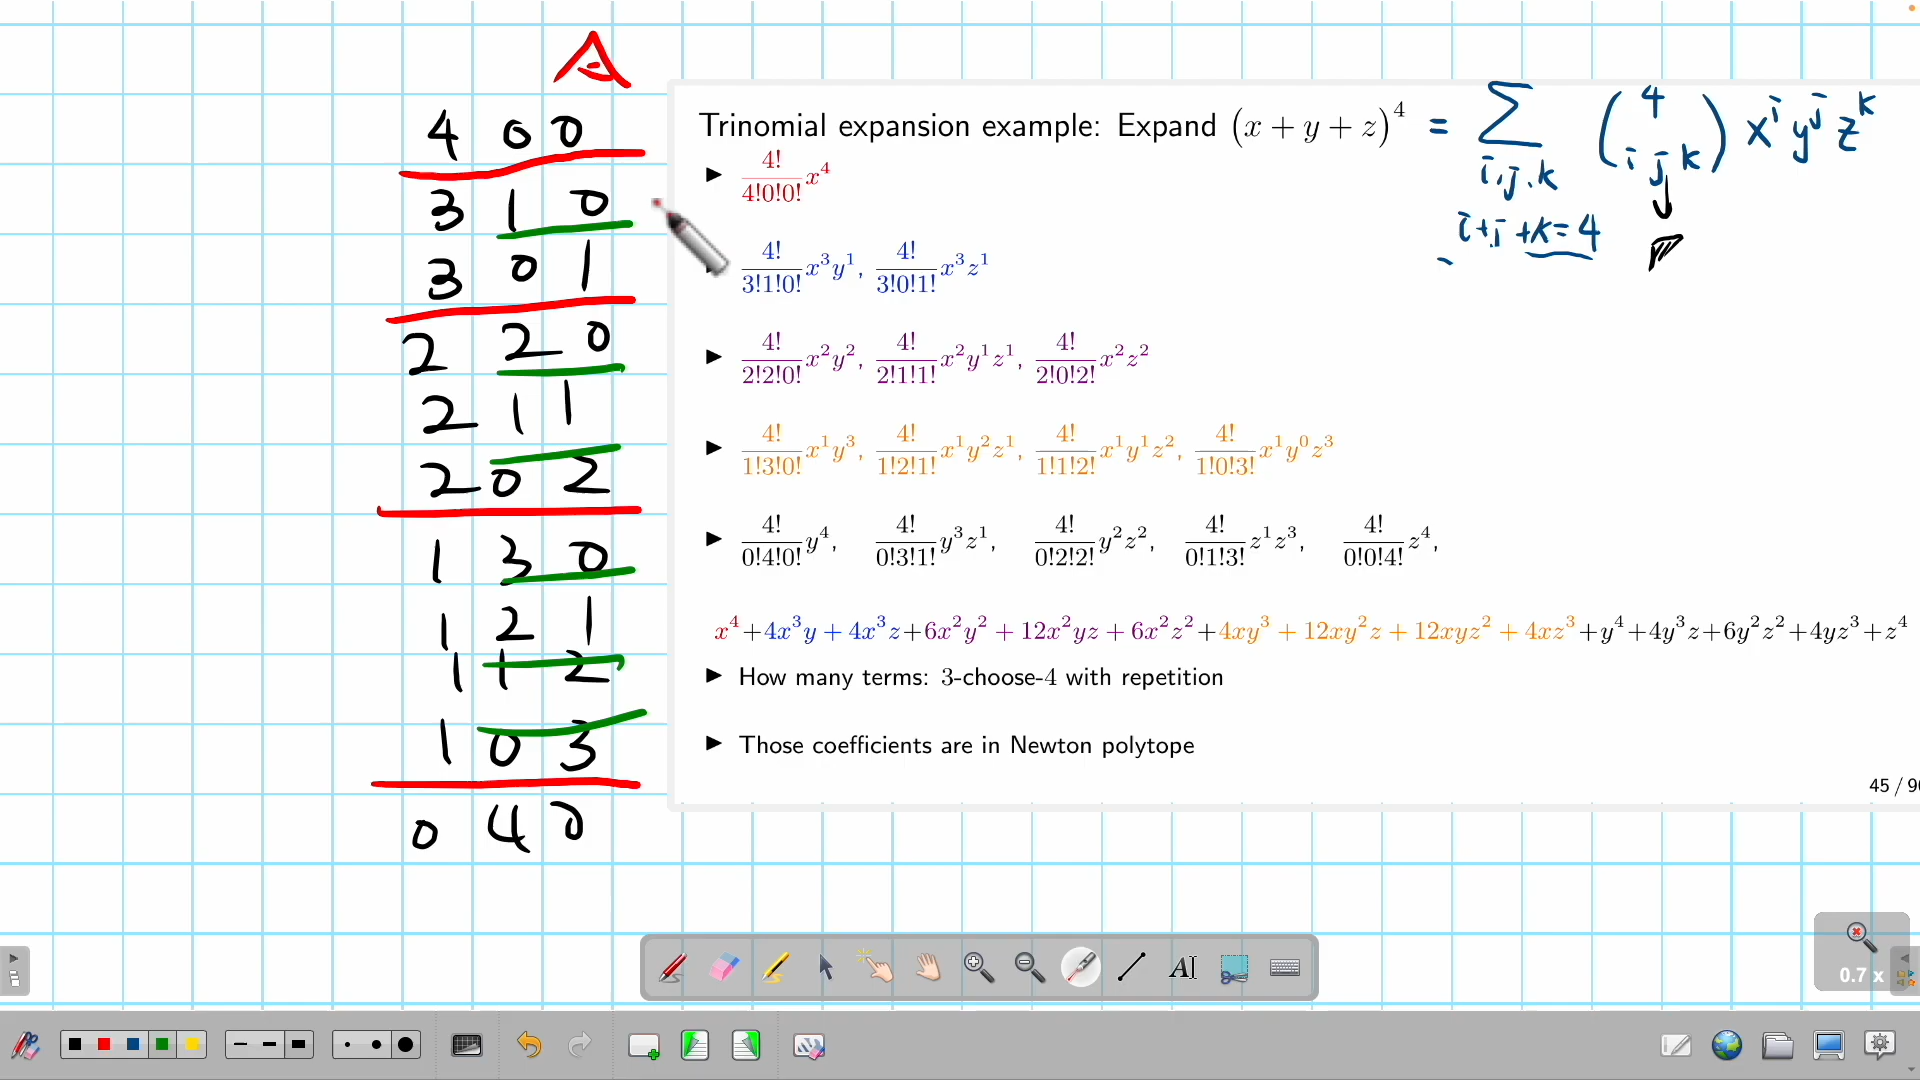 A
4 0 0
3 1 0
3 0 1
2 2 0
2 1 1
2 0 2
1 3 0
1 2 1
1 1 2
1 0 3
0 4 0
Trinomial expansion example: Expand (x + y + z)^4 = Σ_{i,j,k i+j+k=4} (4 i j k) x^i y^j z^k
▶ 4!/(4!0!0!) x^4
▶ 4!/(3!1!0!) x^3y^1, 4!/(3!0!1!) x^3z^1
▶ 4!/(2!2!0!) x^2y^2, 4!/(2!1!1!) x^2y^1z^1, 4!/(2!0!2!) x^2z^2
▶ 4!/(1!3!0!) x^1y^3, 4!/(1!2!1!) x^1y^2z^1, 4!/(1!1!2!) x^1y^1z^2, 4!/(1!0!3!) x^1y^0z^3
▶ 4!/(0!4!0!) y^4, 4!/(0!3!1!) y^3z^1, 4!/(0!2!2!) y^2z^2, 4!/(0!1!3!) z^1z^3, 4!/(0!0!4!) z^4,
x^4+4x^3y + 4x^3z+6x^2y^2 + 12x^2yz + 6x^2z^2+4xy^3 + 12xy^2z + 12xyz^2 + 4xz^3+y^4+4y^3z+6y^2z^2+4yz^3+z^4
▶ How many terms: 3-choose-4 with repetition
▶ Those coefficients are in Newton polytope
45 / 90
AI
0.7 x